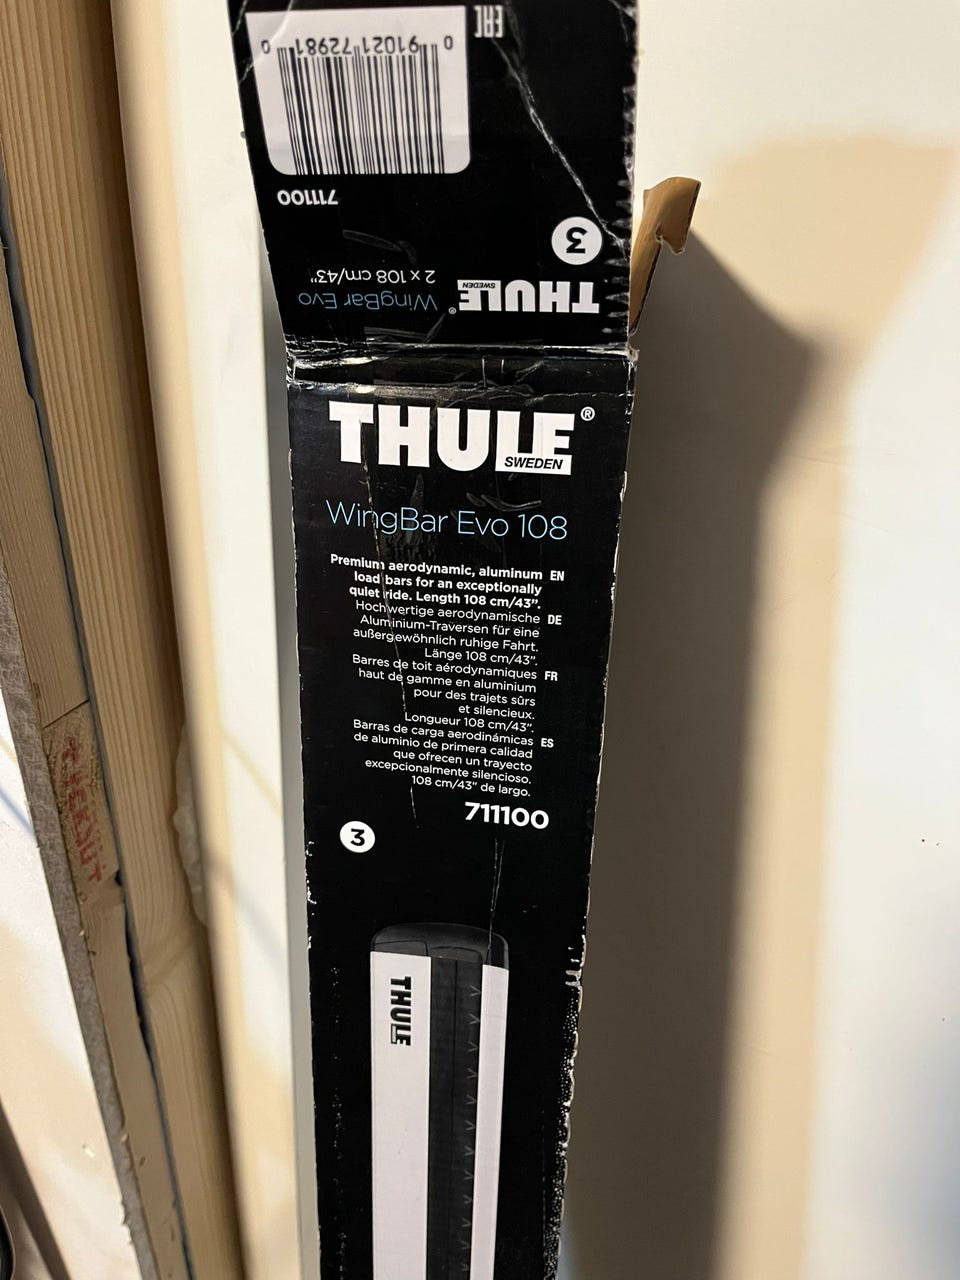 EAC
0 91021 72981 0
711100
3
THULE®
SWEDEN
WingBar Evo
2 x 108 cm/43"
THULE®
SWEDEN
WingBar Evo 108
Premium aerodynamic, aluminum EN
load bars for an exceptionally
quiet ride. Length 108 cm/43".
Hochwertige aerodynamische DE
Aluminium-Traversen für eine
außergewöhnlich ruhige Fahrt.
Länge 108 cm/43".
Barres de toit aérodynamiques FR
haut de gamme en aluminium
pour des trajets sûrs
et silencieux.
Longueur 108 cm/43".
Barras de carga aerodinámicas ES
de aluminio de primera calidad
que ofrecen un trayecto
excepcionalmente silencioso.
108 cm/43" de largo.
711100
3
THULE